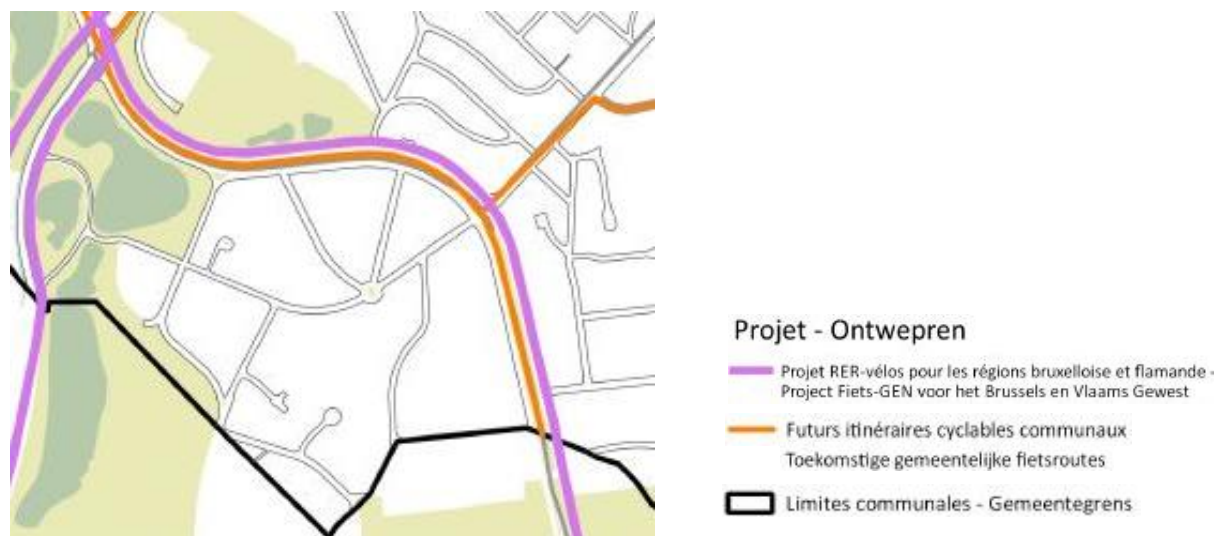 Projet - Ontwepren
Projet RER-vélos pour les régions bruxelloise et flamande -
Project Fiets-GEN voor het Brussels en Vlaams Gewest
Futurs itinéraires cyclables communaux
Toekomstige gemeentelijke fietsroutes
Limites communales - Gemeentegrens